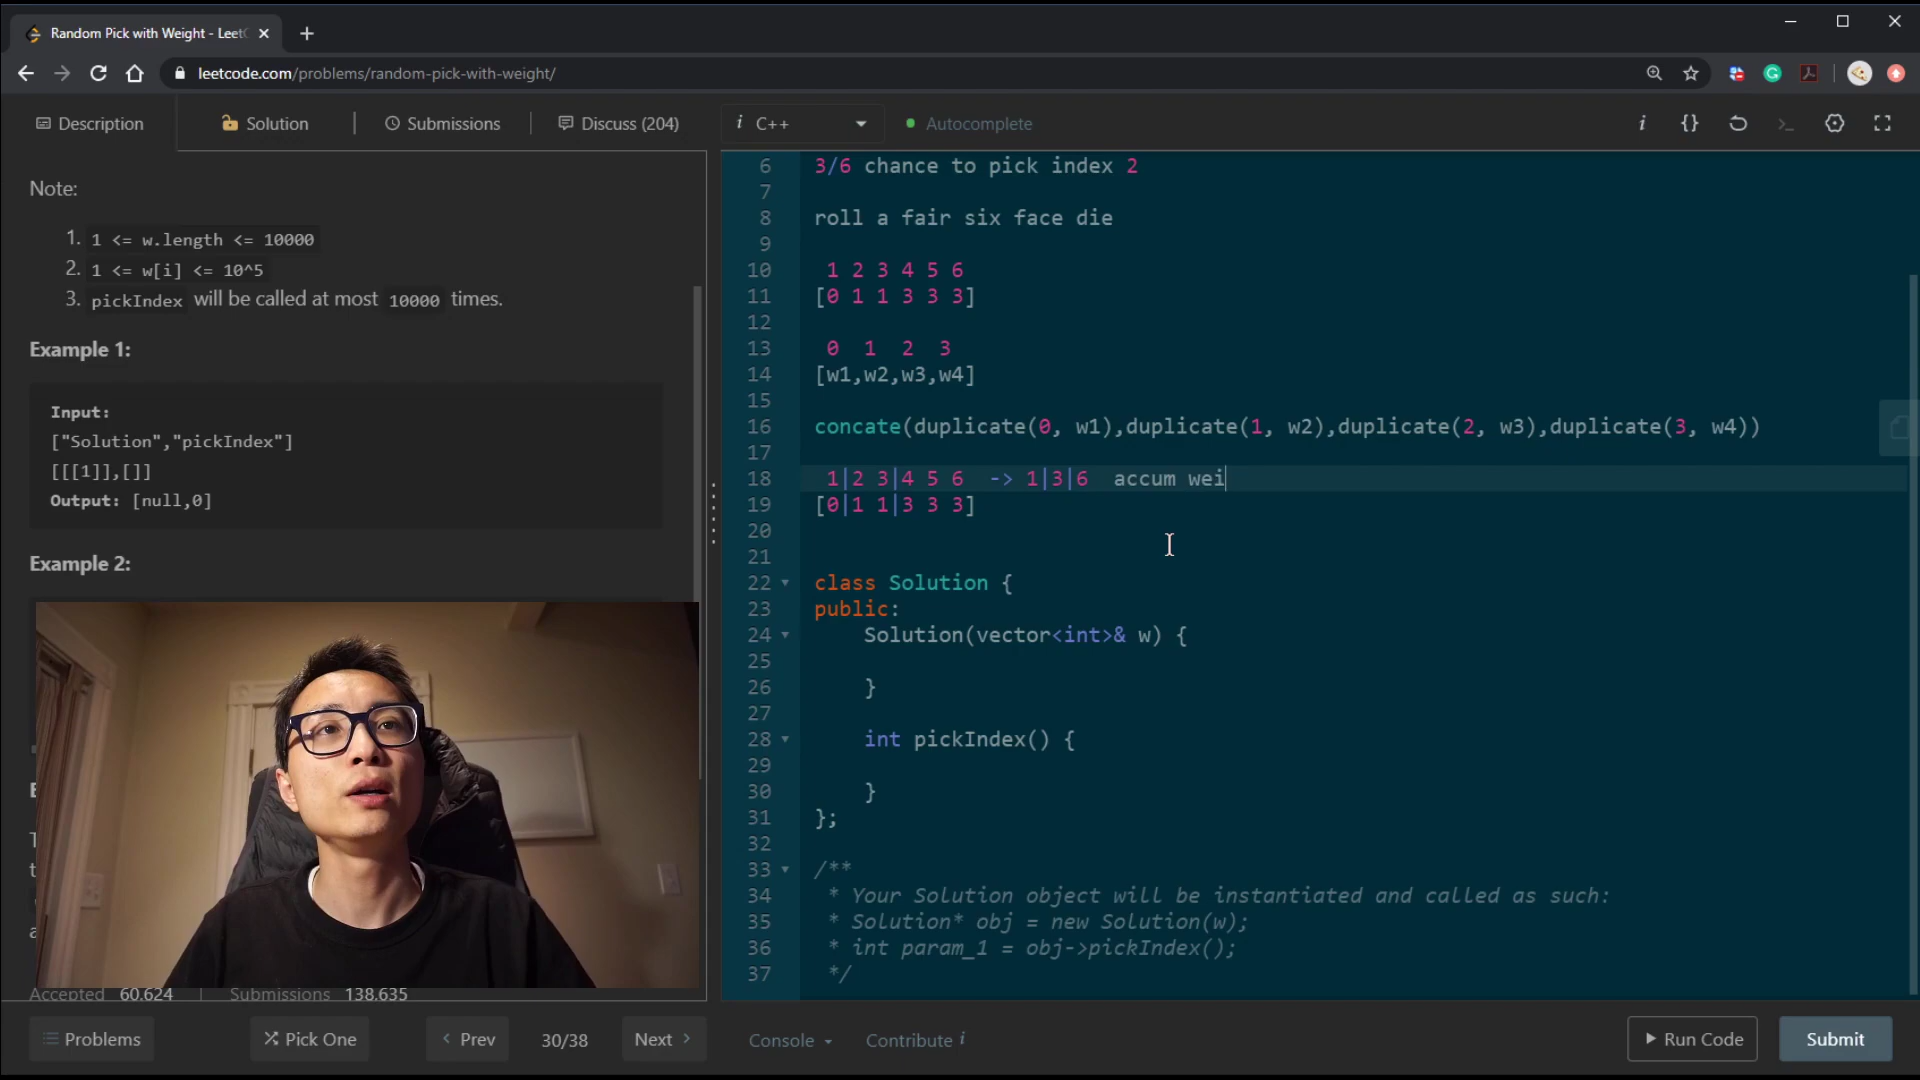 Random Pick with Weight - Leet
leetcode.com/problems/random-pick-with-weight/
Description
Solution
Submissions
Discuss (204)
i C++
Autocomplete
Note:
1. 1 <= w.length <= 10000
2. 1 <= w[i] <= 10^5
3. pickIndex will be called at most 10000 times.
Example 1:
Input:
["Solution","pickIndex"]
[[[1]],[]]
Output: [null,0]
Example 2:
Accepted 60,624 | Submissions 138,635
6 3/6 chance to pick index 2
7
8 roll a fair six face die
9
10 1 2 3 4 5 6
11 [0 1 1 3 3 3]
12
13 0 1 2 3
14 [w1,w2,w3,w4]
15
16 concate(duplicate(0, w1),duplicate(1, w2),duplicate(2, w3),duplicate(3, w4))
17
18 1|2 3|4 5 6 -> 1|3|6 accum wei
19 [0|1 1|3 3 3]
20
21
22 class Solution {
23 public:
24 Solution(vector<int>& w) {
25
26 }
27
28 int pickIndex() {
29
30 }
31 };
32
33 /**
34 * Your Solution object will be instantiated and called as such:
35 * Solution* obj = new Solution(w);
36 * int param_1 = obj->pickIndex();
37 */
Problems
Pick One
Prev
30/38
Next
Console
Contribute i
Run Code
Submit